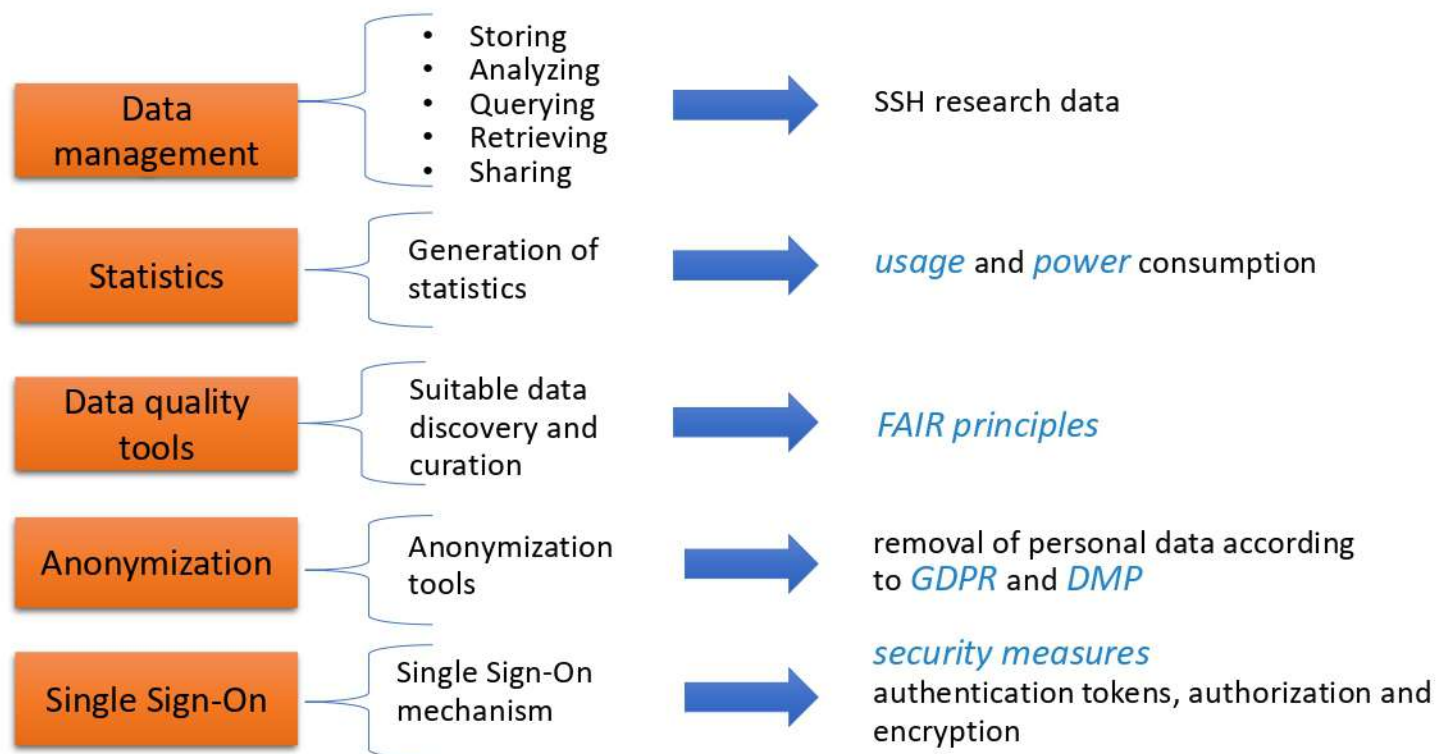 Data
management
• Storing
• Analyzing
• Querying
• Retrieving
• Sharing
SSH research data
Statistics
Generation of
statistics
usage and power consumption
Data quality
tools
Suitable data
discovery and
curation
FAIR principles
Anonymization
Anonymization
tools
removal of personal data according
to GDPR and DMP
Single Sign-On
Single Sign-On
mechanism
security measures
authentication tokens, authorization and
encryption